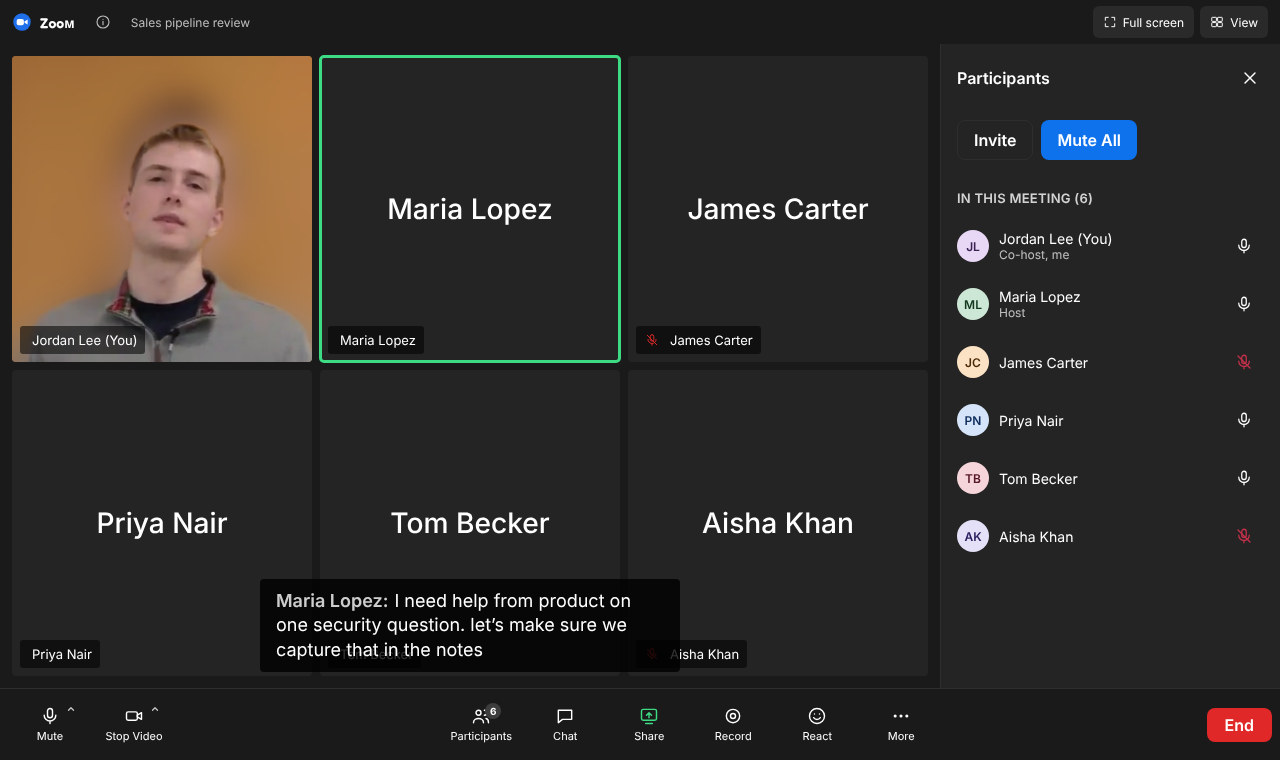 Zoom
Sales pipeline review
Full screen
View
Jordan Lee (You)
Maria Lopez
Maria Lopez
James Carter
James Carter
Priya Nair
Priya Nair
Tom Becker
Aisha Khan
Aisha Khan
Maria Lopez: I need help from product on
one security question. let’s make sure we
capture that in the notes
Participants
Invite
Mute All
IN THIS MEETING (6)
JL
Jordan Lee (You)
Co-host, me
ML
Maria Lopez
Host
JC
James Carter
PN
Priya Nair
TB
Tom Becker
AK
Aisha Khan
Mute
Stop Video
6
Participants
Chat
Share
Record
React
More
End